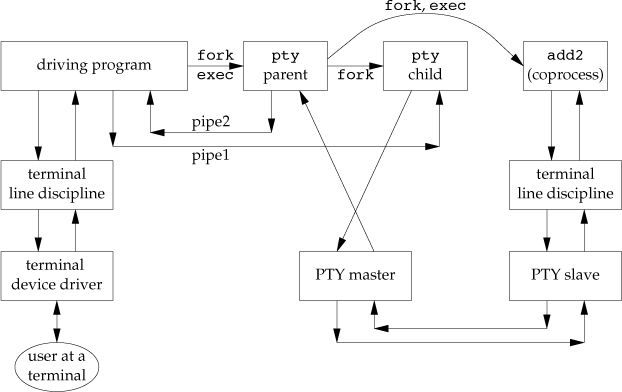 fork, exec
driving program
fork
exec
pty
parent
fork
pty
child
add2
(coprocess)
pipe2
pipe1
terminal
line discipline
terminal
line discipline
terminal
device driver
PTY master
PTY slave
user at a
terminal